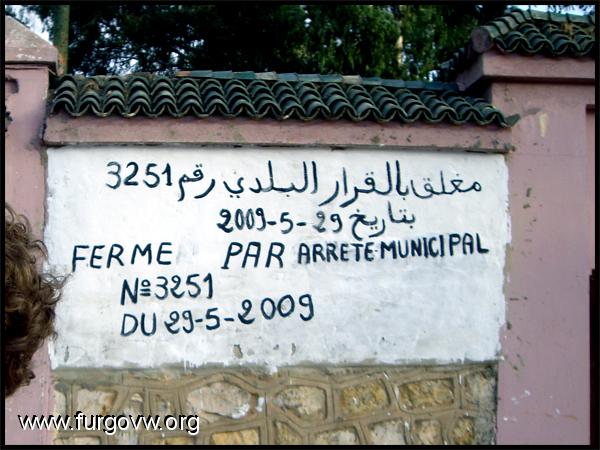 مغلق بالقرار البلدي رقم 3251
بتاريخ 29-5-2009
FERME PAR ARRETE MUNICIPAL
Nº3251
DU 29-5-2009
www.furgovw.org